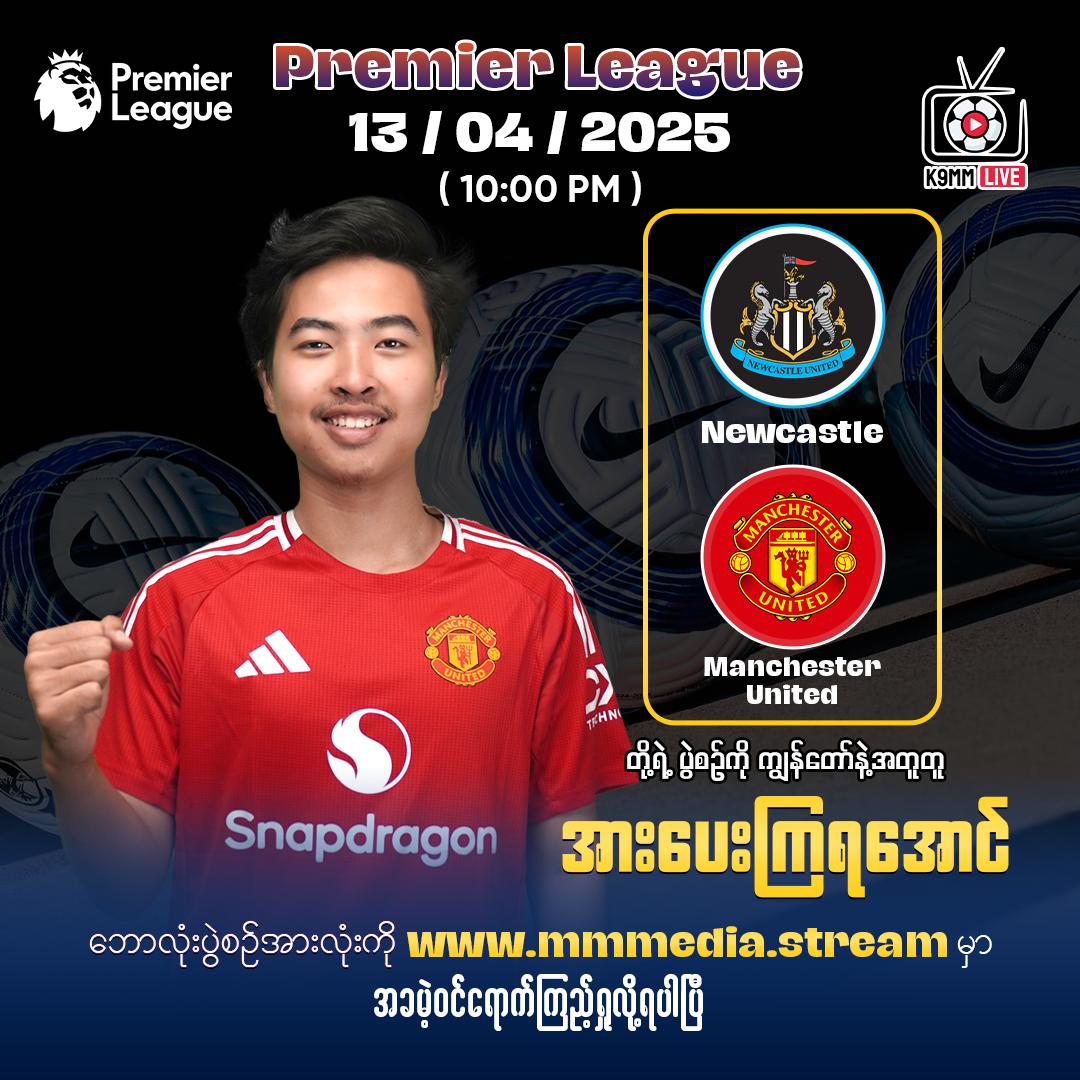 Premier League
Premier
League
13 / 04 / 2025
( 10:00 PM )
K9MM LIVE
NEWCASTLE UNITED
Newcastle
MANCHESTER
UNITED
Manchester
United
MANCHESTER
UNITED
Snapdragon
တို့ရဲ့ ပွဲစဉ်ကို ကျွန်တော်နဲ့အတူတူ
အားပေးကြရအောင်
ဘောလုံးပွဲစဉ်အားလုံးကို www.mmmedia.stream မှာ
အခမဲ့ဝင်ရောက်ကြည့်ရှုလို့ရပါပြီ